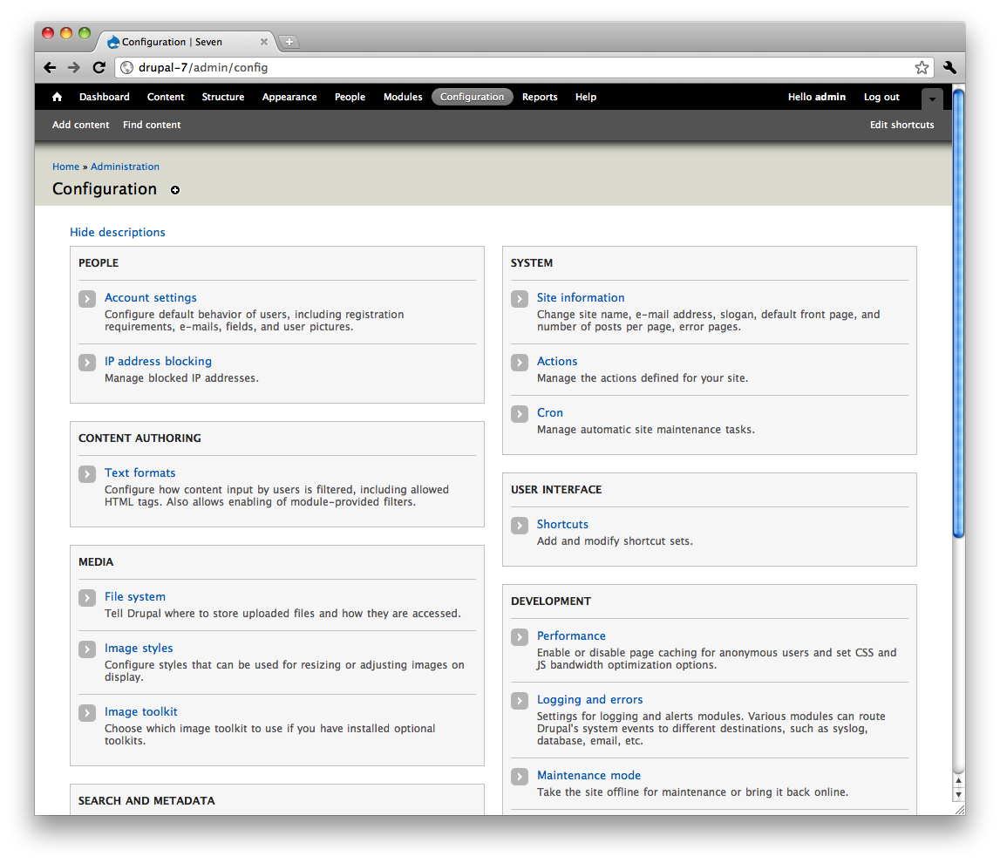 Configuration | Seven
drupal-7/admin/config
Dashboard Content Structure Appearance People Modules Configuration Reports Help Hello admin Log out
Add content Find content Edit shortcuts
Home » Administration
Configuration
Hide descriptions
PEOPLE
Account settings
Configure default behavior of users, including registration
requirements, e-mails, fields, and user pictures.
IP address blocking
Manage blocked IP addresses.
CONTENT AUTHORING
Text formats
Configure how content input by users is filtered, including allowed
HTML tags. Also allows enabling of module-provided filters.
MEDIA
File system
Tell Drupal where to store uploaded files and how they are accessed.
Image styles
Configure styles that can be used for resizing or adjusting images on
display.
Image toolkit
Choose which image toolkit to use if you have installed optional
toolkits.
SEARCH AND METADATA
SYSTEM
Site information
Change site name, e-mail address, slogan, default front page, and
number of posts per page, error pages.
Actions
Manage the actions defined for your site.
Cron
Manage automatic site maintenance tasks.
USER INTERFACE
Shortcuts
Add and modify shortcut sets.
DEVELOPMENT
Performance
Enable or disable page caching for anonymous users and set CSS and
JS bandwidth optimization options.
Logging and errors
Settings for logging and alerts modules. Various modules can route
Drupal's system events to different destinations, such as syslog,
database, email, etc.
Maintenance mode
Take the site offline for maintenance or bring it back online.